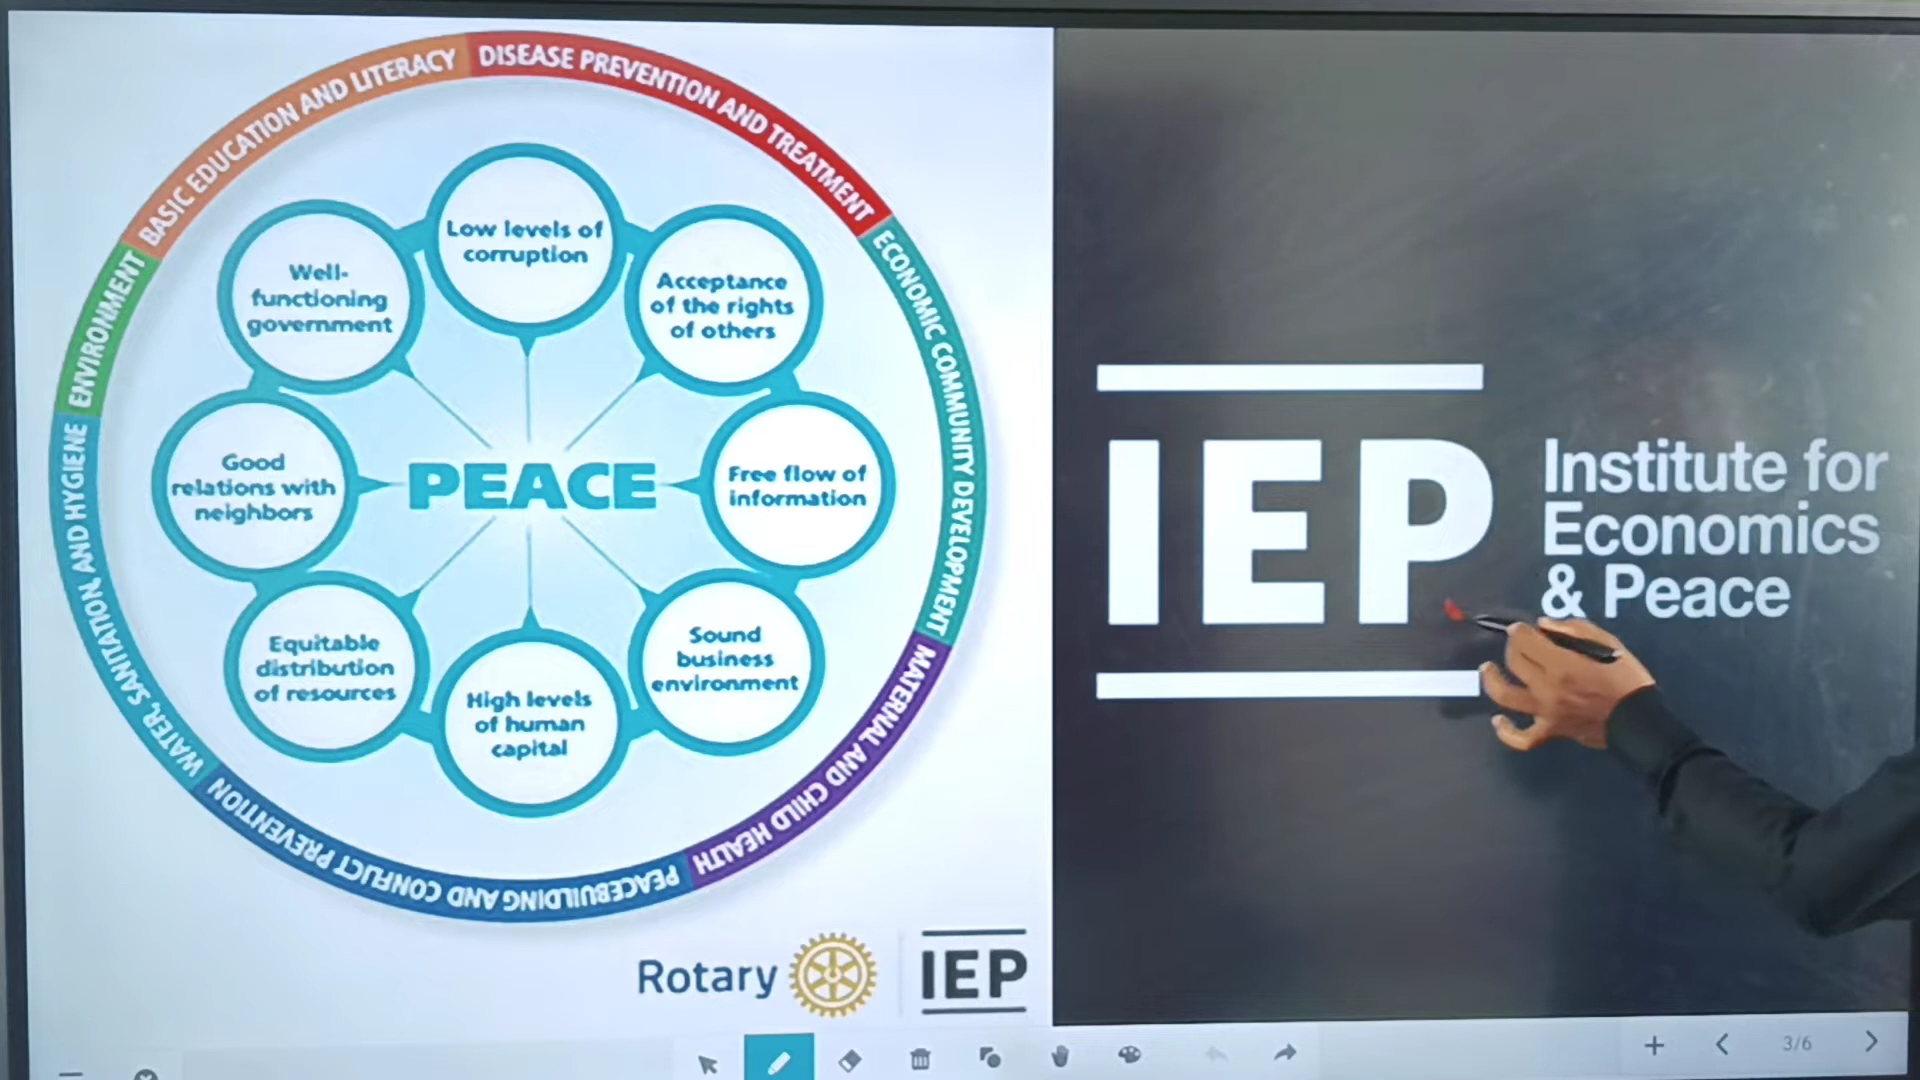 BASIC EDUCATION AND LITERACY
DISEASE PREVENTION AND TREATMENT
ECONOMIC COMMUNITY DEVELOPMENT
MATERNAL AND CHILD HEALTH
PEACEBUILDING AND CONFLICT PREVENTION
WATER, SANITATION, AND HYGIENE
ENVIRONMENT
Low levels of
corruption
Acceptance
of the rights
of others
Free flow of
information
Sound
business
environment
High levels
of human
capital
Equitable
distribution
of resources
Good
relations with
neighbors
Well-
functioning
government
PEACE
Rotary
IEP
IEP
Institute for
Economics
& Peace
3/6